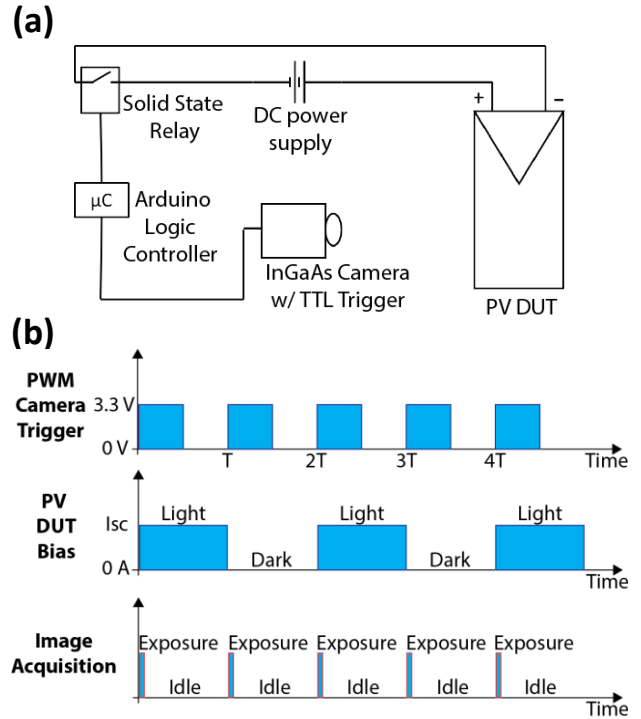 (a)
Solid State
Relay
DC power
supply
+
−
μC
Arduino
Logic
Controller
InGaAs Camera
w/ TTL Trigger
PV DUT
(b)
PWM
Camera
Trigger
3.3 V
0 V
T
2T
3T
4T
Time
PV
DUT
Bias
Isc
0 A
Light
Dark
Light
Dark
Light
Time
Image
Acquisition
Exposure
Exposure
Exposure
Exposure
Exposure
Idle
Idle
Idle
Idle
Idle
Time